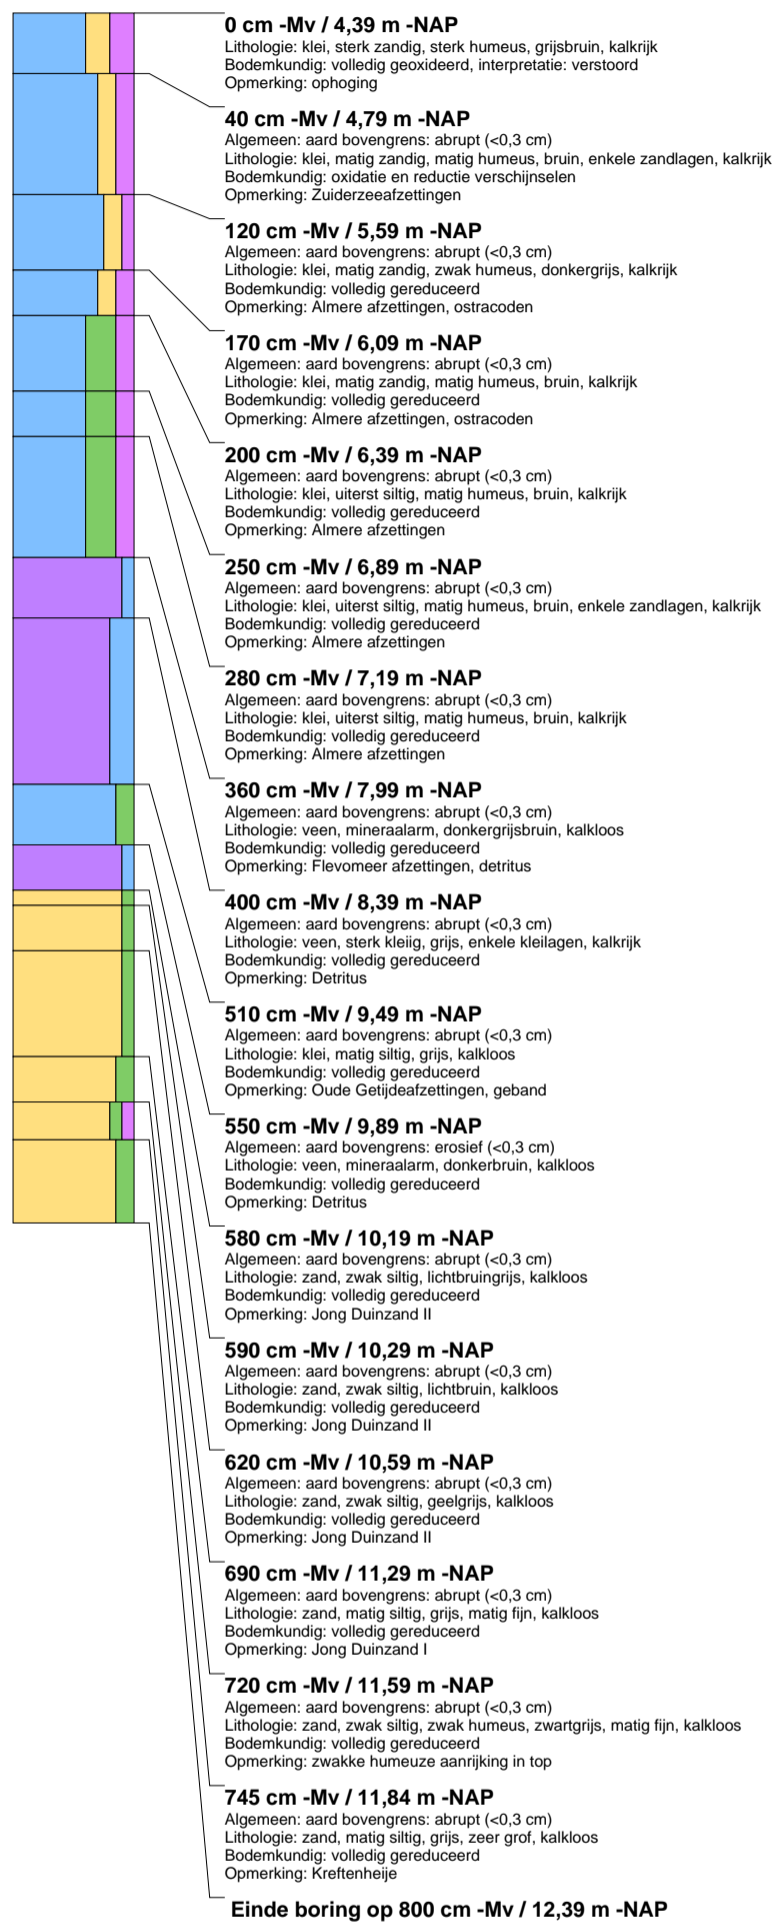 0 cm -Mv / 4,39 m -NAP
Lithologie: klei, sterk zandig, sterk humeus, grijsbruin, kalkrijk
Bodemkundig: volledig geoxideerd, interpretatie: verstoord
Opmerking: ophoging
40 cm -Mv / 4,79 m -NAP
Algemeen: aard bovengrens: abrupt (<0,3 cm)
Lithologie: klei, matig zandig, matig humeus, bruin, enkele zandlagen, kalkrijk
Bodemkundig: oxidatie en reductie verschijnselen
Opmerking: Zuiderzeeafzettingen
120 cm -Mv / 5,59 m -NAP
Algemeen: aard bovengrens: abrupt (<0,3 cm)
Lithologie: klei, matig zandig, zwak humeus, donkergrijs, kalkrijk
Bodemkundig: volledig gereduceerd
Opmerking: Almere afzettingen, ostracoden
170 cm -Mv / 6,09 m -NAP
Algemeen: aard bovengrens: abrupt (<0,3 cm)
Lithologie: klei, matig zandig, matig humeus, bruin, kalkrijk
Bodemkundig: volledig gereduceerd
Opmerking: Almere afzettingen, ostracoden
200 cm -Mv / 6,39 m -NAP
Algemeen: aard bovengrens: abrupt (<0,3 cm)
Lithologie: klei, uiterst siltig, matig humeus, bruin, kalkrijk
Bodemkundig: volledig gereduceerd
Opmerking: Almere afzettingen
250 cm -Mv / 6,89 m -NAP
Algemeen: aard bovengrens: abrupt (<0,3 cm)
Lithologie: klei, uiterst siltig, matig humeus, bruin, enkele zandlagen, kalkrijk
Bodemkundig: volledig gereduceerd
Opmerking: Almere afzettingen
280 cm -Mv / 7,19 m -NAP
Algemeen: aard bovengrens: abrupt (<0,3 cm)
Lithologie: klei, uiterst siltig, matig humeus, bruin, kalkrijk
Bodemkundig: volledig gereduceerd
Opmerking: Almere afzettingen
360 cm -Mv / 7,99 m -NAP
Algemeen: aard bovengrens: abrupt (<0,3 cm)
Lithologie: veen, mineraalarm, donkergrijsbruin, kalkloos
Bodemkundig: volledig gereduceerd
Opmerking: Flevomeer afzettingen, detritus
400 cm -Mv / 8,39 m -NAP
Algemeen: aard bovengrens: abrupt (<0,3 cm)
Lithologie: veen, sterk kleiig, grijs, enkele kleilagen, kalkrijk
Bodemkundig: volledig gereduceerd
Opmerking: Detritus
510 cm -Mv / 9,49 m -NAP
Algemeen: aard bovengrens: abrupt (<0,3 cm)
Lithologie: klei, matig siltig, grijs, kalkloos
Bodemkundig: volledig gereduceerd
Opmerking: Oude Getijdeafzettingen, geband
550 cm -Mv / 9,89 m -NAP
Algemeen: aard bovengrens: erosief (<0,3 cm)
Lithologie: veen, mineraalarm, donkerbruin, kalkloos
Bodemkundig: volledig gereduceerd
Opmerking: Detritus
580 cm -Mv / 10,19 m -NAP
Algemeen: aard bovengrens: abrupt (<0,3 cm)
Lithologie: zand, zwak siltig, lichtbruingrijs, kalkloos
Bodemkundig: volledig gereduceerd
Opmerking: Jong Duinzand II
590 cm -Mv / 10,29 m -NAP
Algemeen: aard bovengrens: abrupt (<0,3 cm)
Lithologie: zand, zwak siltig, lichtbruin, kalkloos
Bodemkundig: volledig gereduceerd
Opmerking: Jong Duinzand II
620 cm -Mv / 10,59 m -NAP
Algemeen: aard bovengrens: abrupt (<0,3 cm)
Lithologie: zand, zwak siltig, geelgrijs, kalkloos
Bodemkundig: volledig gereduceerd
Opmerking: Jong Duinzand II
690 cm -Mv / 11,29 m -NAP
Algemeen: aard bovengrens: abrupt (<0,3 cm)
Lithologie: zand, matig siltig, grijs, matig fijn, kalkloos
Bodemkundig: volledig gereduceerd
Opmerking: Jong Duinzand I
720 cm -Mv / 11,59 m -NAP
Algemeen: aard bovengrens: abrupt (<0,3 cm)
Lithologie: zand, zwak siltig, zwak humeus, zwartgrijs, matig fijn, kalkloos
Bodemkundig: volledig gereduceerd
Opmerking: zwakke humeuze aanrijking in top
745 cm -Mv / 11,84 m -NAP
Algemeen: aard bovengrens: abrupt (<0,3 cm)
Lithologie: zand, matig siltig, grijs, zeer grof, kalkloos
Bodemkundig: volledig gereduceerd
Opmerking: Kreftenheije
Einde boring op 800 cm -Mv / 12,39 m -NAP